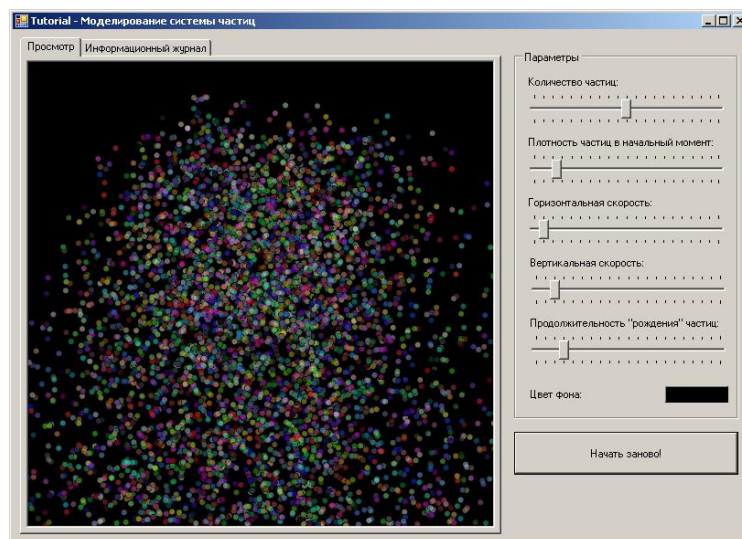 Tutorial - Моделирование системы частиц
Просмотр Информационный журнал
Параметры
Количество частиц:
Плотность частиц в начальный момент:
Горизонтальная скорость:
Вертикальная скорость:
Продолжительность "рождения" частиц:
Цвет фона:
Начать заново!